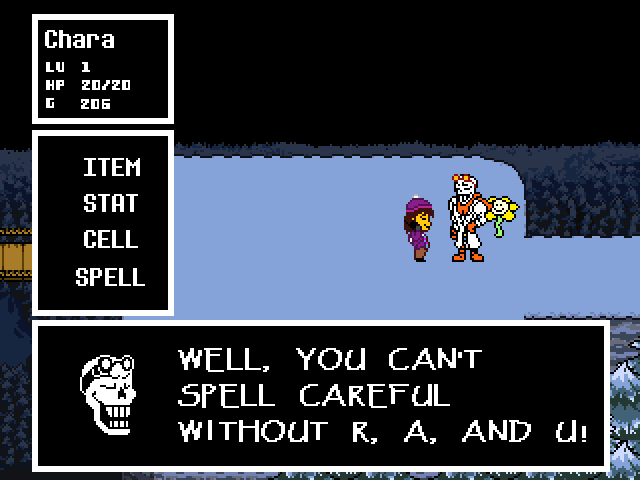 Chara
LV 1
HP 20/20
G 206
ITEM
STAT
CELL
SPELL
WELL, YOU CAN'T
SPELL CAREFUL
WITHOUT R, A, AND U!